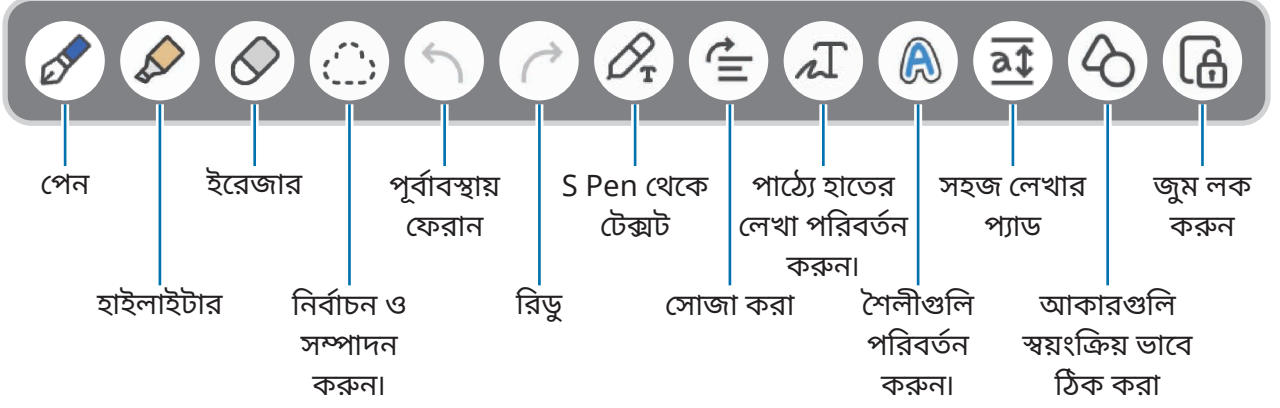 পেন
ইরেজার
পূর্বাবস্থায়
ফেরান
S Pen থেকে
টেক্সট
পাঠ্যে হাতের
লেখা পরিবর্তন
করুন।
সহজ লেখার
প্যাড
জুম লক
করুন
হাইলাইটার
নির্বাচন ও
সম্পাদন
করুন।
রিডু
সোজা করা
শৈলীগুলি
পরিবর্তন
করুন।
আকারগুলি
স্বয়ংক্রিয় ভাবে
ঠিক করা